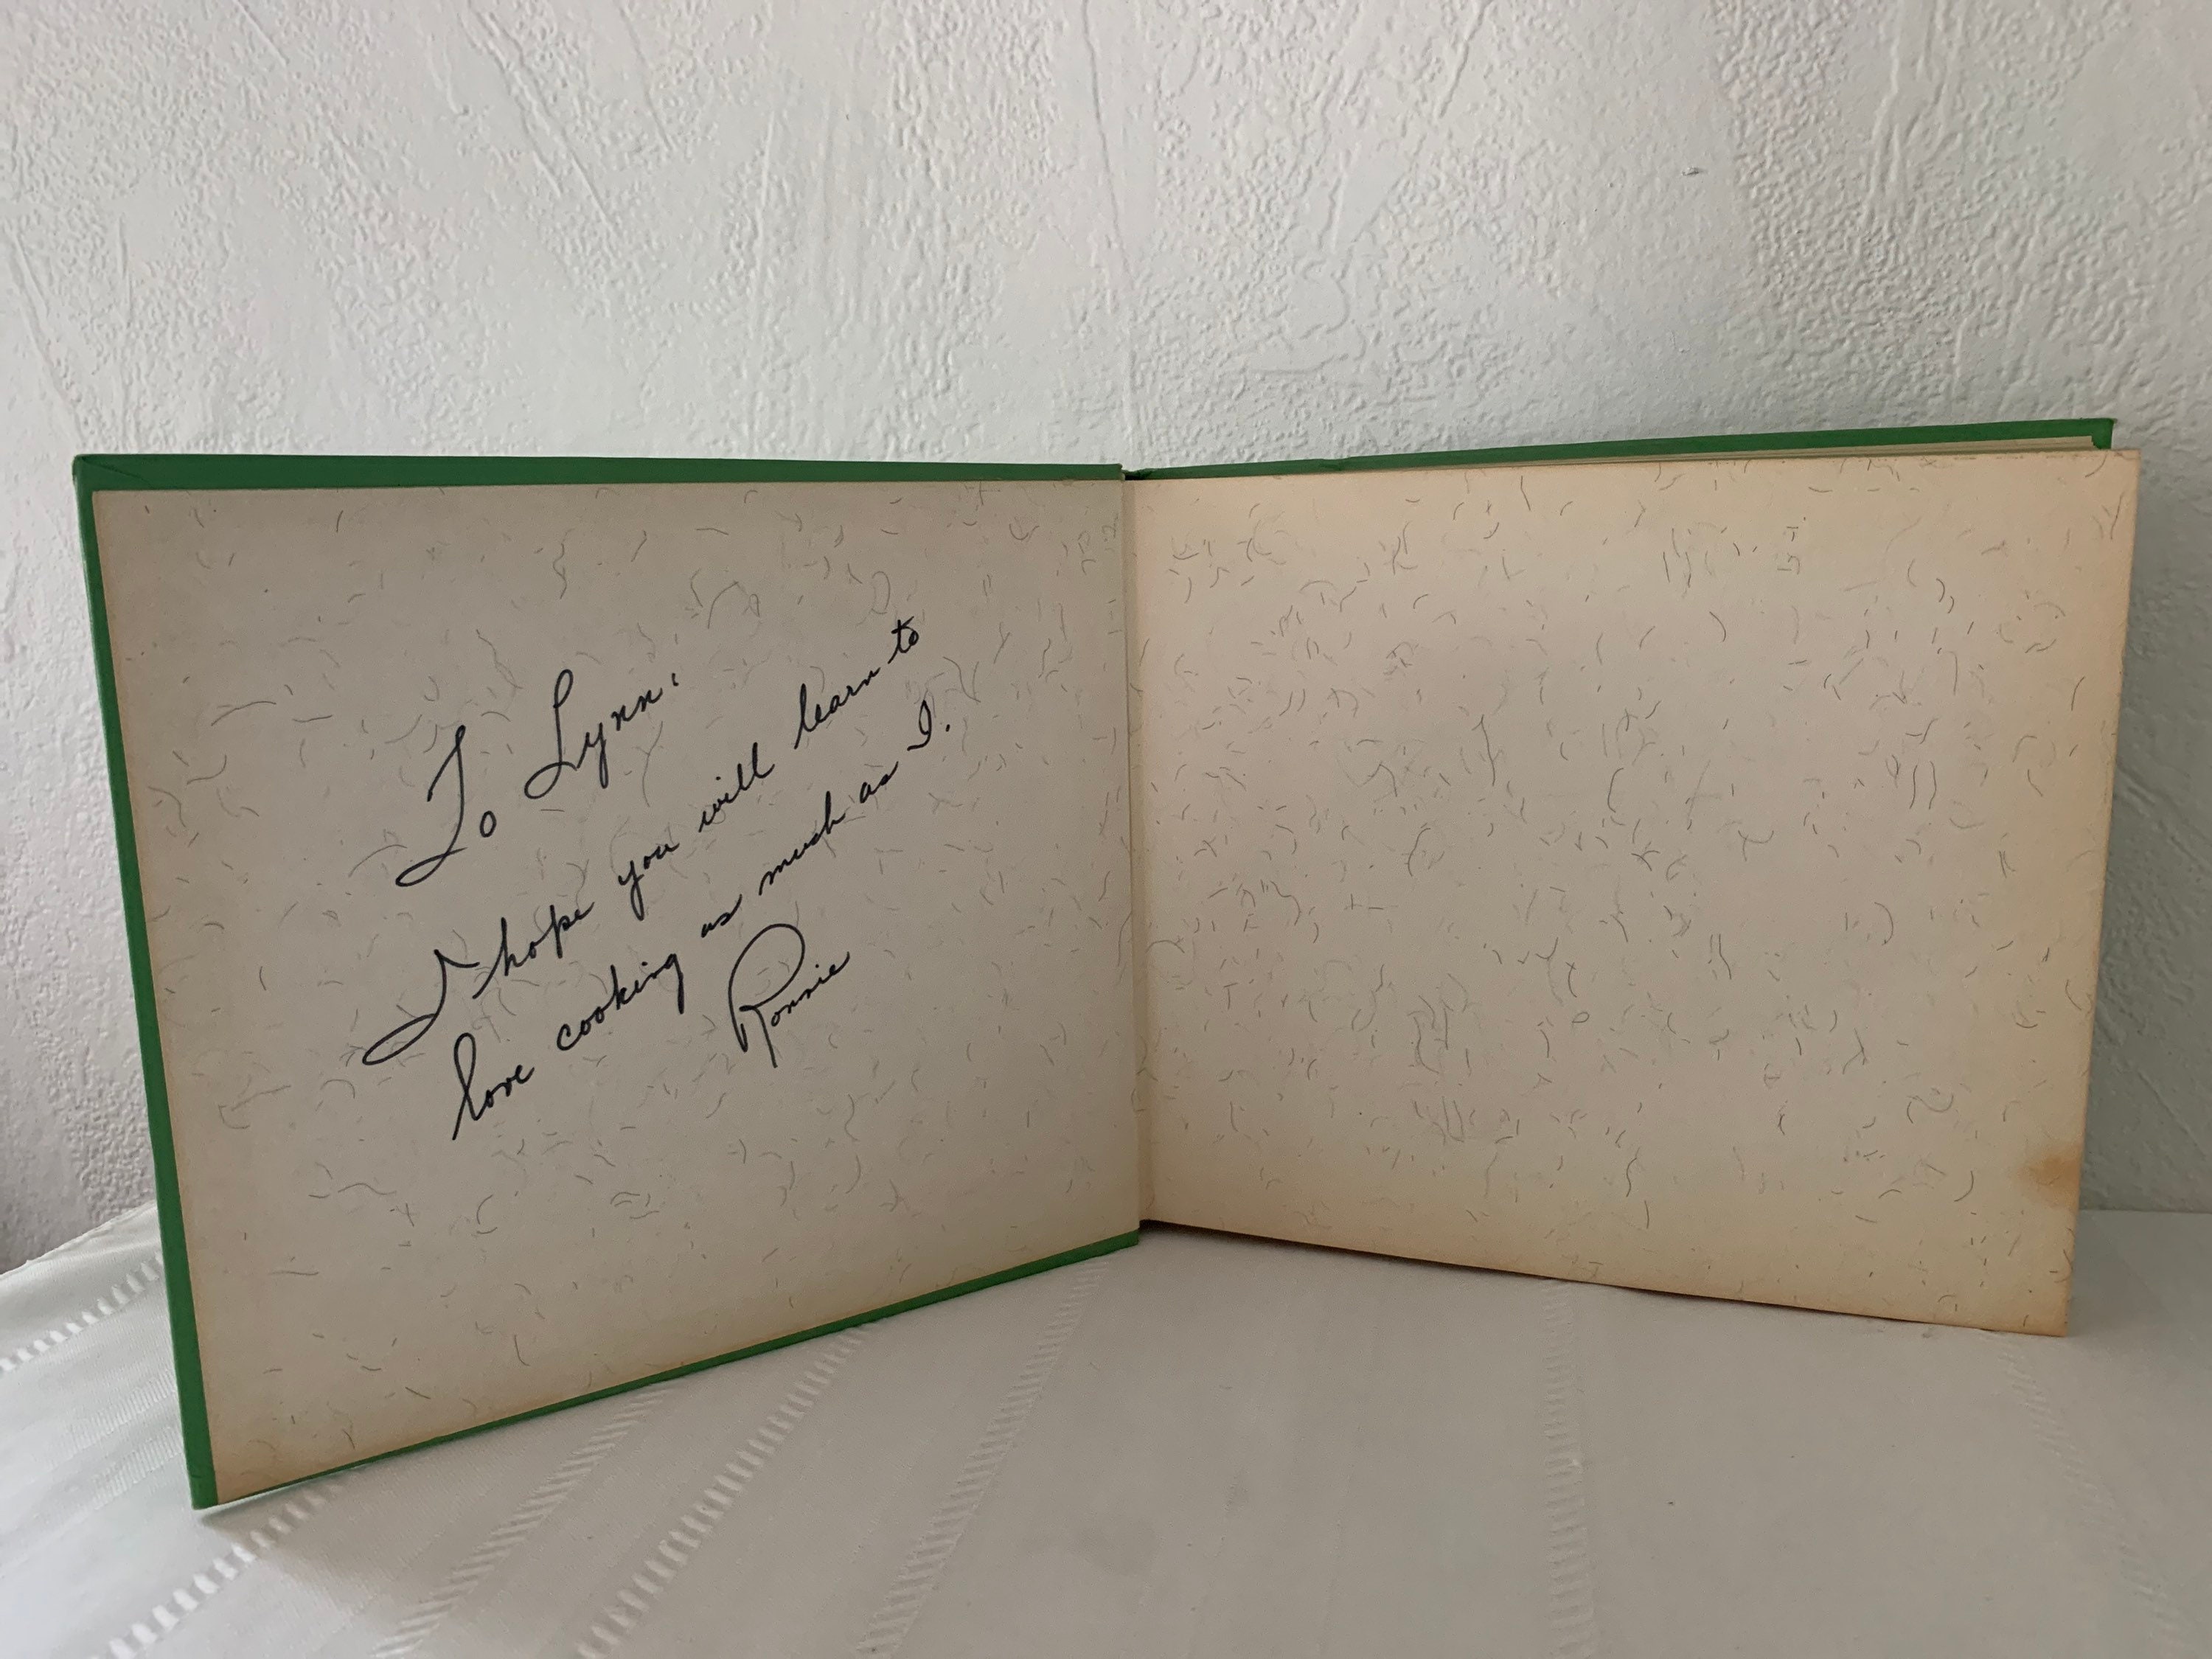 To Lynn,
I hope you will learn to
love cooking as much as I.
Ronnie